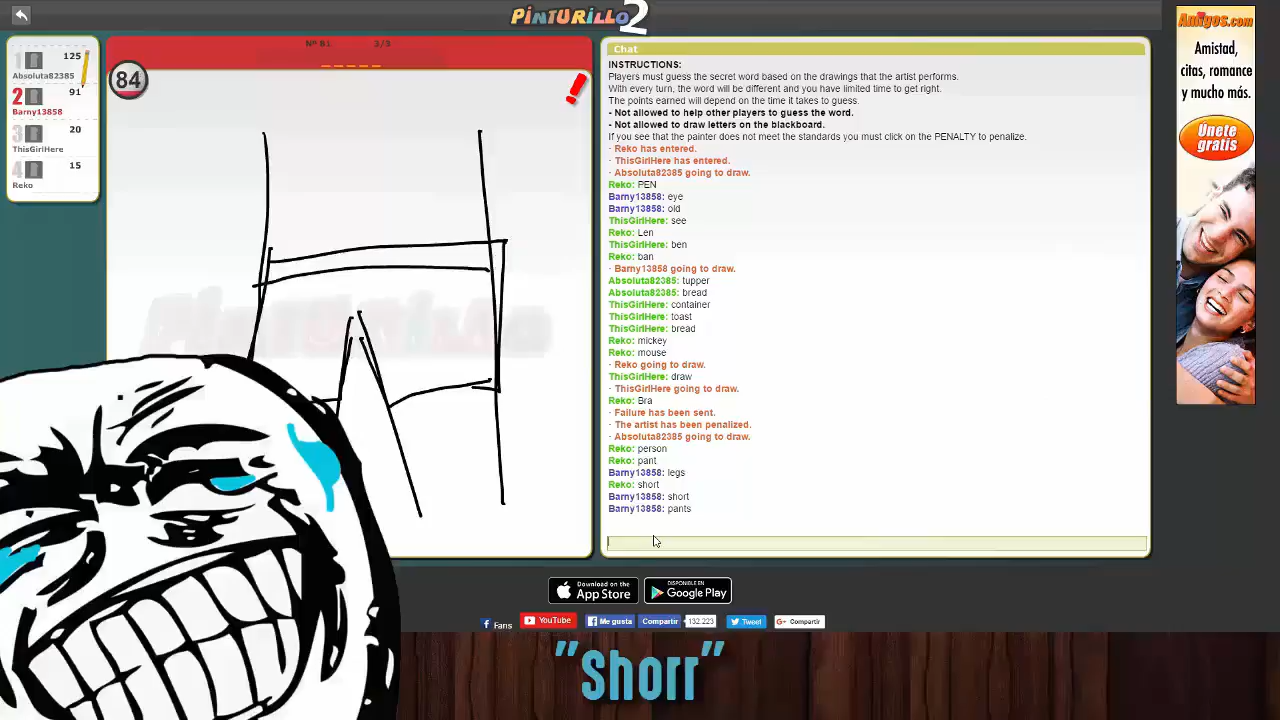 PiNTURiLLO 2
Nº 81 3/3
_ _ _ _ _
84
1 125
Absoluta82385
2 91
Barny13858
3 20
ThisGirlHere
4 15
Reko
Chat
INSTRUCTIONS:
Players must guess the secret word based on the drawings that the artist performs.
With every turn, the word will be different and you have limited time to get right.
The points earned will depend on the time it takes to guess.
- Not allowed to help other players to guess the word.
- Not allowed to draw letters on the blackboard.
If you see that the painter does not meet the standards you must click on the PENALTY to penalize.
· Reko has entered.
· ThisGirlHere has entered.
· Absoluta82385 going to draw.
Reko: PEN
Barny13858: eye
Barny13858: old
ThisGirlHere: see
Reko: Len
ThisGirlHere: ben
Reko: ban
· Barny13858 going to draw.
Absoluta82385: tupper
Absoluta82385: bread
ThisGirlHere: container
ThisGirlHere: toast
ThisGirlHere: bread
Reko: mickey
Reko: mouse
· Reko going to draw.
ThisGirlHere: draw
· ThisGirlHere going to draw.
Reko: Bra
· Failure has been sent.
· The artist has been penalized.
· Absoluta82385 going to draw.
Reko: person
Reko: pant
Barny13858: legs
Reko: short
Barny13858: short
Barny13858: pants
Amigos.com
Amistad,
citas, romance
y mucho más.
Únete
gratis
Download on the
App Store
DISPONIBLE EN
Google Play
Fans
YouTube
Me gusta
Compartir
132.223
Tweet
G+ Compartir
"Shorr"